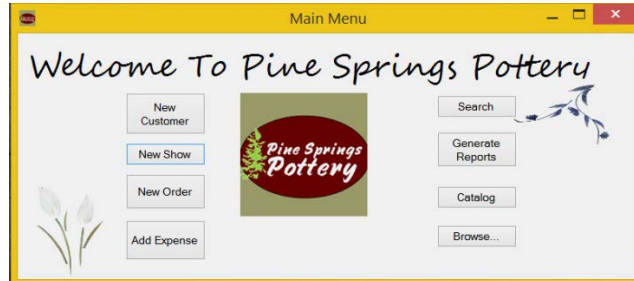 Main Menu
Welcome To Pine Springs Pottery
New
Customer
New Show
New Order
Add Expense
Pine Springs
Pottery
Search
Generate
Reports
Catalog
Browse...